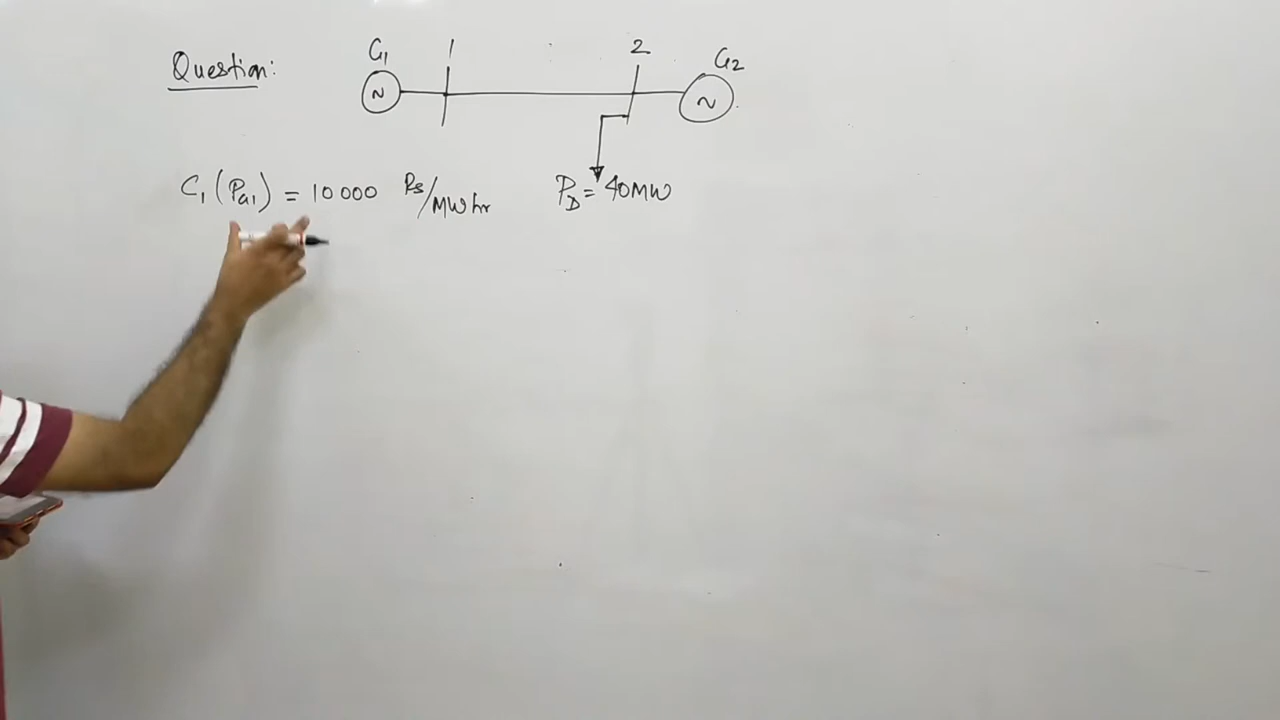 Question:
G1 1 2 G2
~ ~
C1(PG1) = 10000 Rs/MWhr PD = 40MW